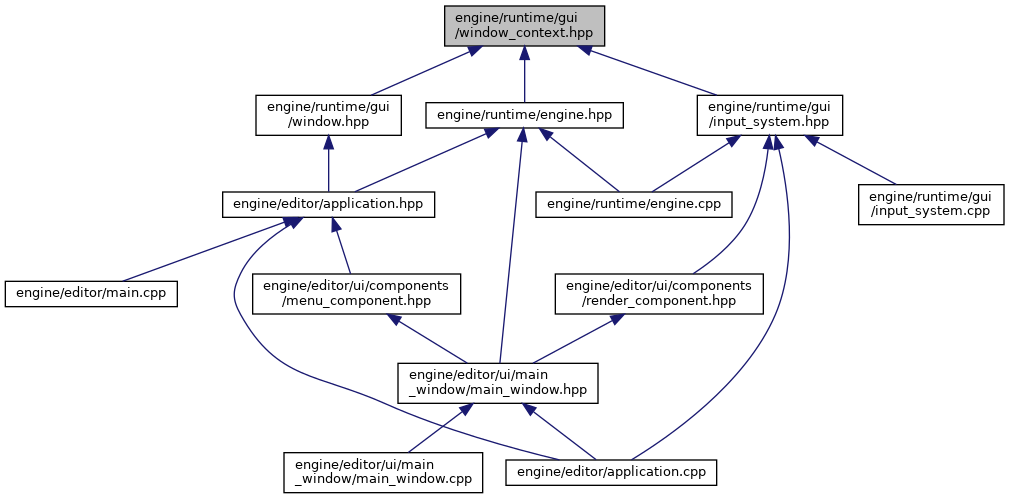 engine/runtime/gui
/window_context.hpp
engine/runtime/gui
/window.hpp
engine/runtime/engine.hpp
engine/runtime/gui
/input_system.hpp
engine/editor/application.hpp
engine/runtime/engine.cpp
engine/runtime/gui
/input_system.cpp
engine/editor/main.cpp
engine/editor/ui/components
/menu_component.hpp
engine/editor/ui/components
/render_component.hpp
engine/editor/ui/main
_window/main_window.hpp
engine/editor/ui/main
_window/main_window.cpp
engine/editor/application.cpp